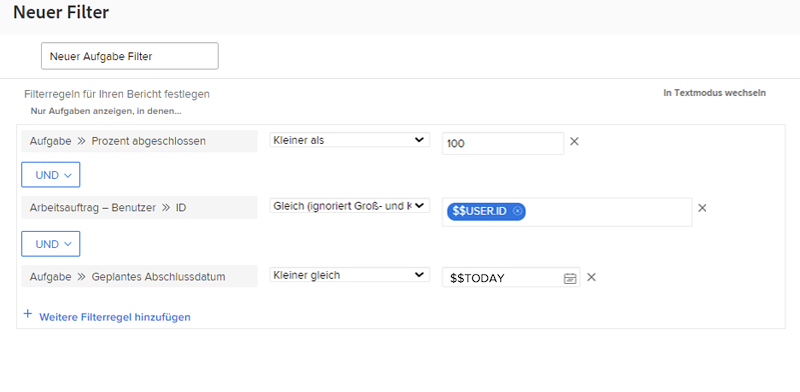 Neuer Filter
Neuer Aufgabe Filter
Filterregeln für Ihren Bericht festlegen
In Textmodus wechseln
Nur Aufgaben anzeigen, in denen...
Aufgabe >> Prozent abgeschlossen Kleiner als 100
UND
Arbeitsauftrag – Benutzer >> ID Gleich (ignoriert Groß- und K $$USER.ID
UND
Aufgabe >> Geplantes Abschlussdatum Kleiner gleich $$TODAY
+ Weitere Filterregel hinzufügen